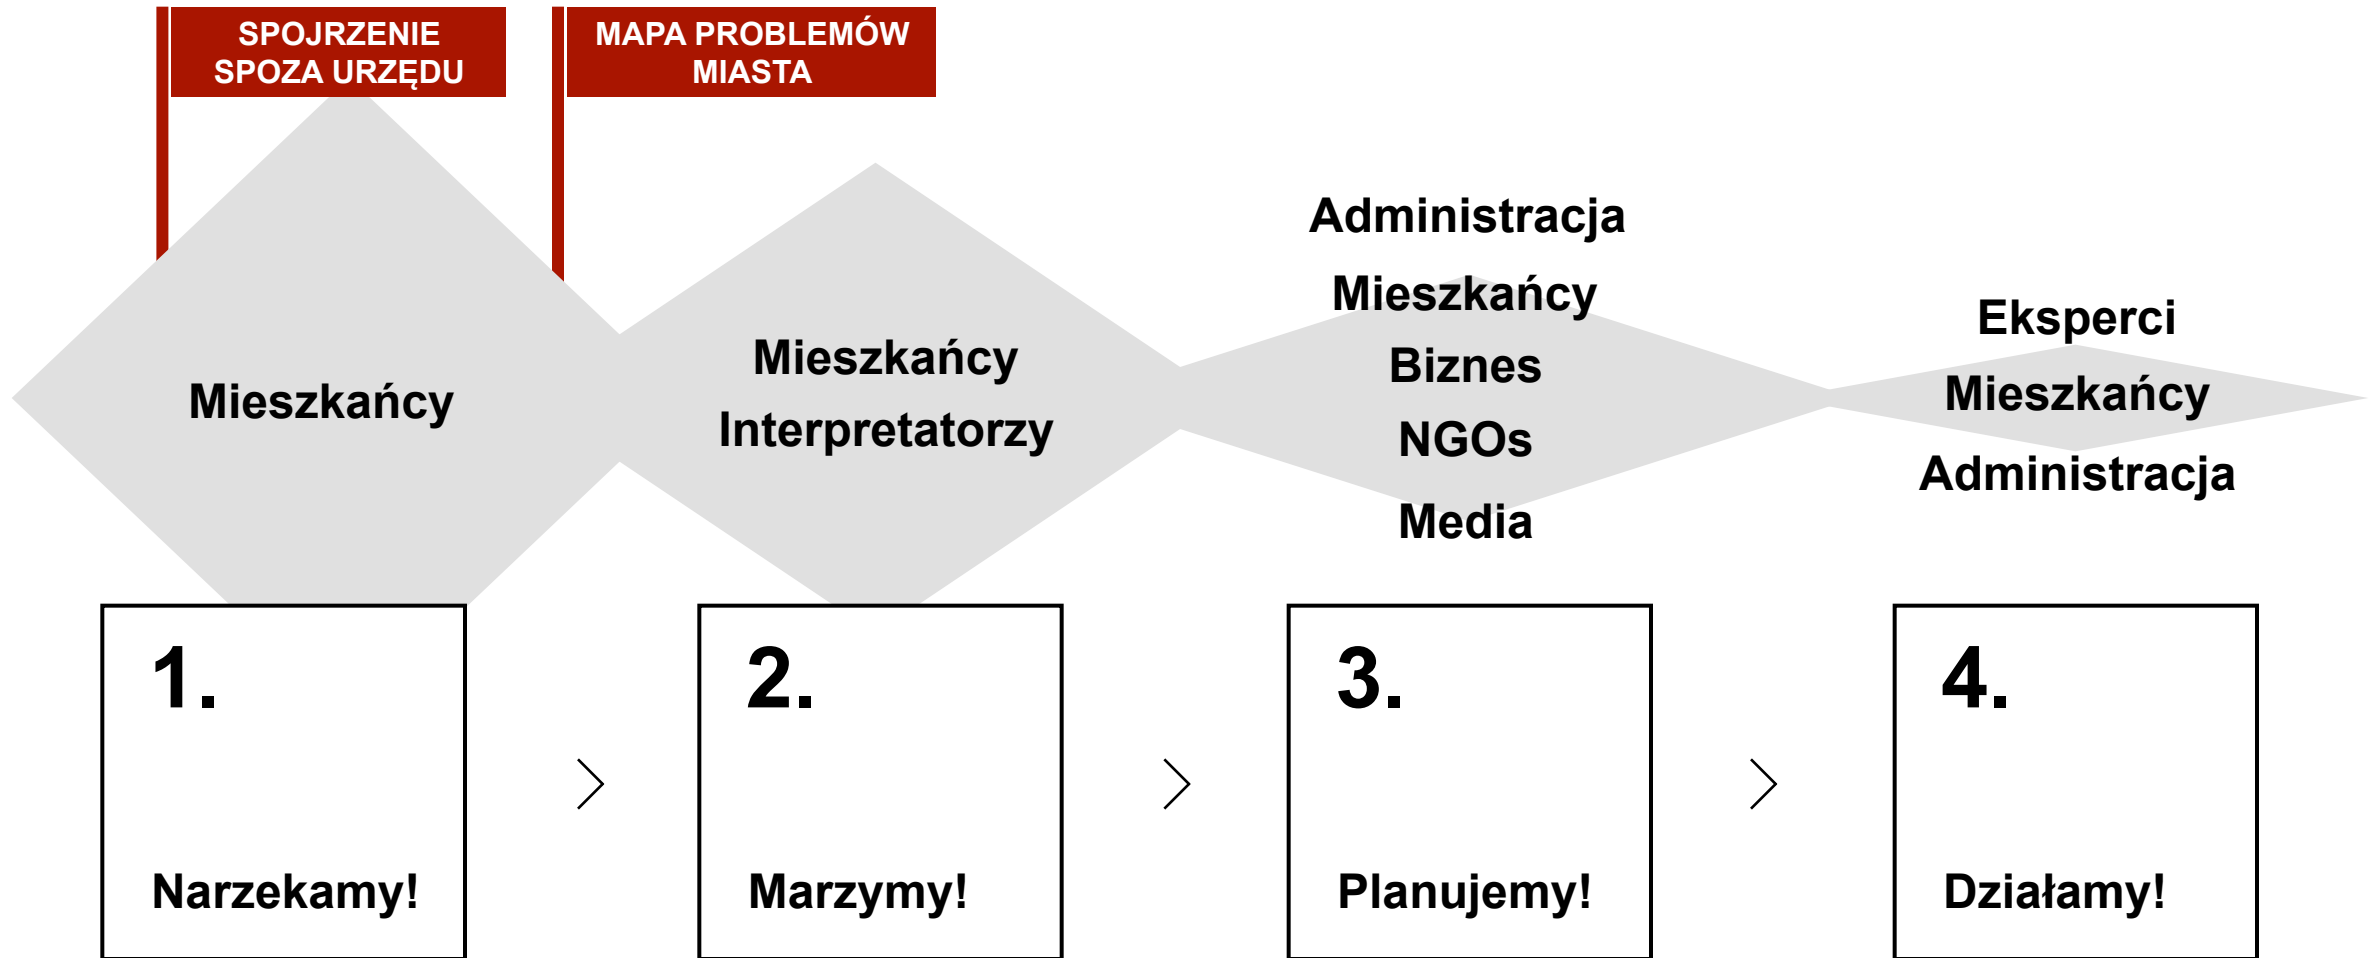 SPOJRZENIE
SPOZA URZĘDU
MAPA PROBLEMÓW
MIASTA
Mieszkańcy
Mieszkańcy
Interpretatorzy
Administracja
Mieszkańcy
Biznes
NGOs
Media
Eksperci
Mieszkańcy
Administracja
1.
Narzekamy!
2.
Marzymy!
3.
Planujemy!
4.
Działamy!